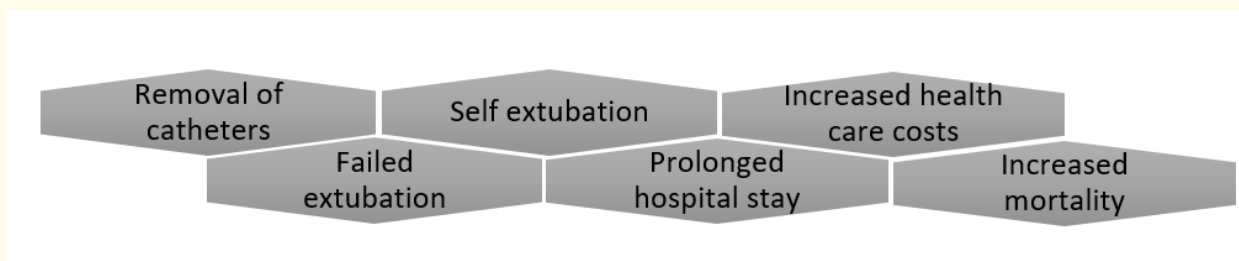 Removal of
catheters
Self extubation
Increased health
care costs
Failed
extubation
Prolonged
hospital stay
Increased
mortality